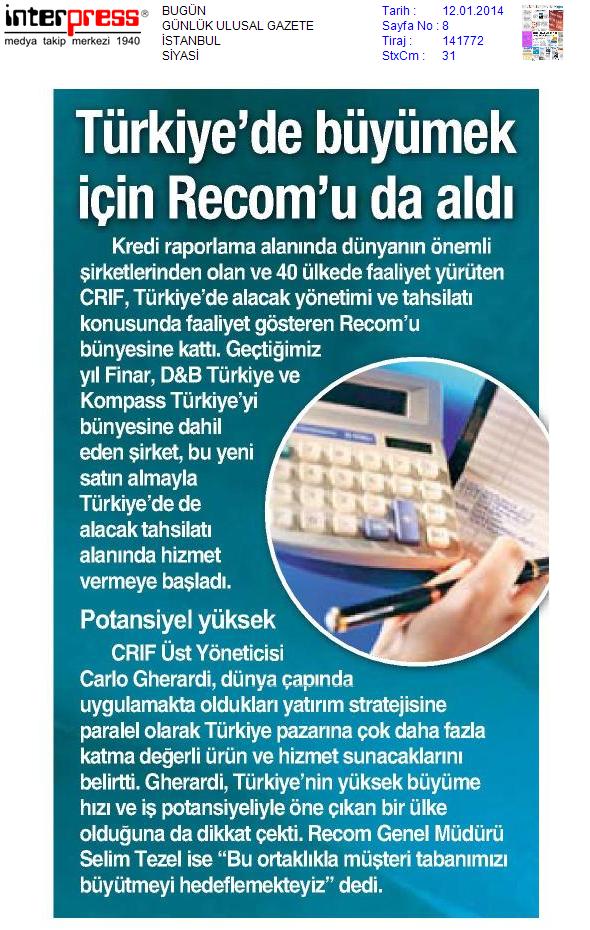 interpress®
medya takip merkezi 1940
BUGÜN
GÜNLÜK ULUSAL GAZETE
İSTANBUL
SİYASİ
Tarih : 12.01.2014
Sayfa No : 8
Tiraj : 141772
StxCm : 31
Türkiye’de büyümek
için Recom’u da aldı
Kredi raporlama alanında dünyanın önemli
şirketlerinden olan ve 40 ülkede faaliyet yürüten
CRIF, Türkiye’de alacak yönetimi ve tahsilatı
konusunda faaliyet gösteren Recom’u
bünyesine kattı. Geçtiğimiz
yıl Finar, D&B Türkiye ve
Kompass Türkiye’yi
bünyesine dahil
eden şirket, bu yeni
satın almayla
Türkiye’de de
alacak tahsilatı
alanında hizmet
vermeye başladı.
Potansiyel yüksek
CRIF Üst Yöneticisi
Carlo Gherardi, dünya çapında
uygulamakta oldukları yatırım stratejisine
paralel olarak Türkiye pazarına çok daha fazla
katma değerli ürün ve hizmet sunacaklarını
belirtti. Gherardi, Türkiye’nin yüksek büyüme
hızı ve iş potansiyeliyle öne çıkan bir ülke
olduğuna da dikkat çekti. Recom Genel Müdürü
Selim Tezel ise “Bu ortaklıkla müşteri tabanımızı
büyütmeyi hedeflemekteyiz” dedi.